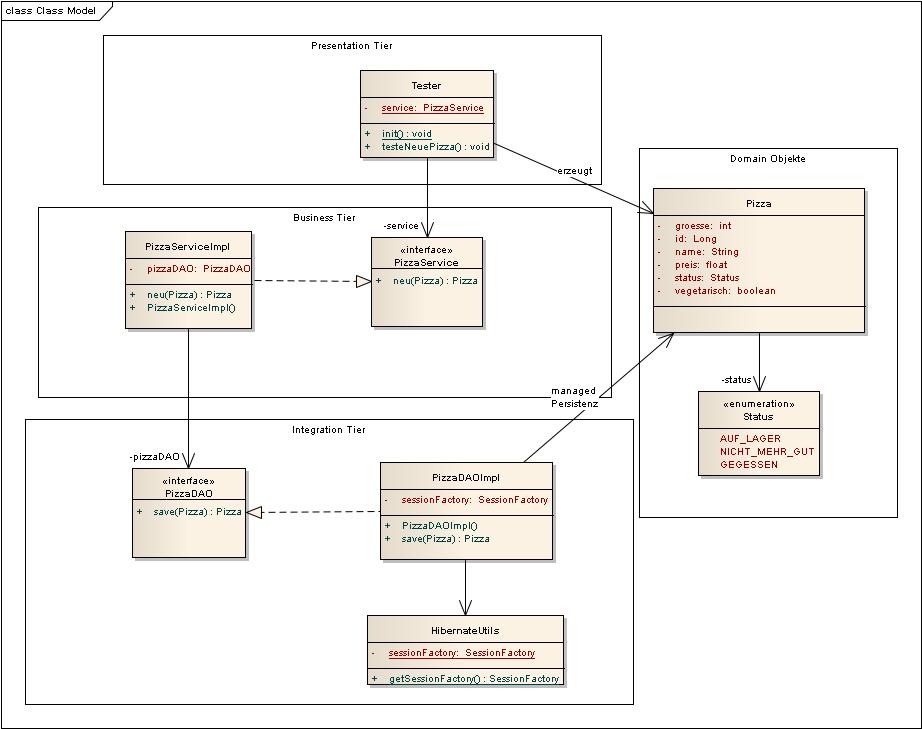 class Class Model
Presentation Tier
Tester
- service: PizzaService
+ init() : void
+ testeNeuePizza() : void
erzeugt
Domain Objekte
Pizza
- groesse: int
- id: Long
- name: String
- preis: float
- status: Status
- vegetarisch: boolean
-status
«enumeration»
Status
AUF_LAGER
NICHT_MEHR_GUT
GEGESSEN
Business Tier
PizzaServiceImpl
- pizzaDAO: PizzaDAO
+ neu(Pizza) : Pizza
+ PizzaServiceImpl()
-service
«interface»
PizzaService
+ neu(Pizza) : Pizza
managed
Persistenz
Integration Tier
-pizzaDAO
«interface»
PizzaDAO
+ save(Pizza) : Pizza
PizzaDAOImpl
- sessionFactory: SessionFactory
+ PizzaDAOImpl()
+ save(Pizza) : Pizza
HibernateUtils
- sessionFactory: SessionFactory
+ getSessionFactory() : SessionFactory